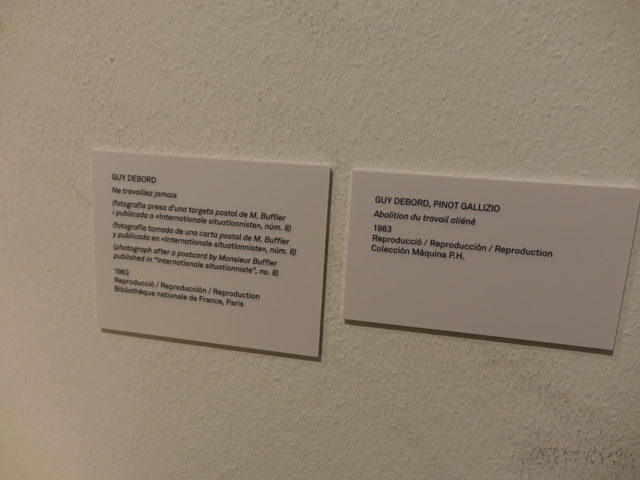 GUY DEBORD
Ne travaillez jamais
(fotografia presa d'una targeta postal de M. Buffier
i publicada a «Internationale situationniste», núm. 8)
(fotografía tomada de una carta postal de M. Buffier
y publicada en «Internationale situationniste», núm. 8)
(photograph after a postcard by Monsieur Buffier
published in "Internationale situationniste", no. 8)
1963
Reproducció / Reproducción / Reproduction
Bibliothèque nationale de France, Paris
GUY DEBORD, PINOT GALLIZIO
Abolition du travail aliéné
1963
Reproducció / Reproducción / Reproduction
Colección Máquina P.H.